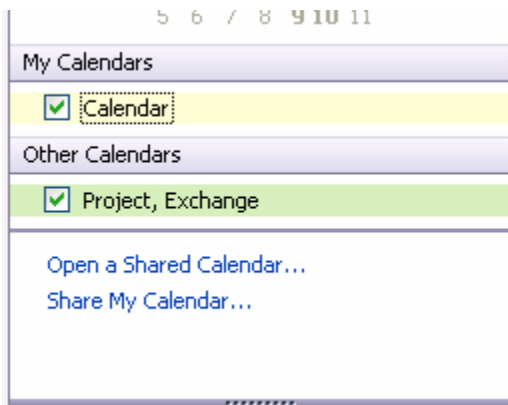 5 6 7 8 9 10 11
My Calendars
Calendar
Other Calendars
Project, Exchange
Open a Shared Calendar...
Share My Calendar...